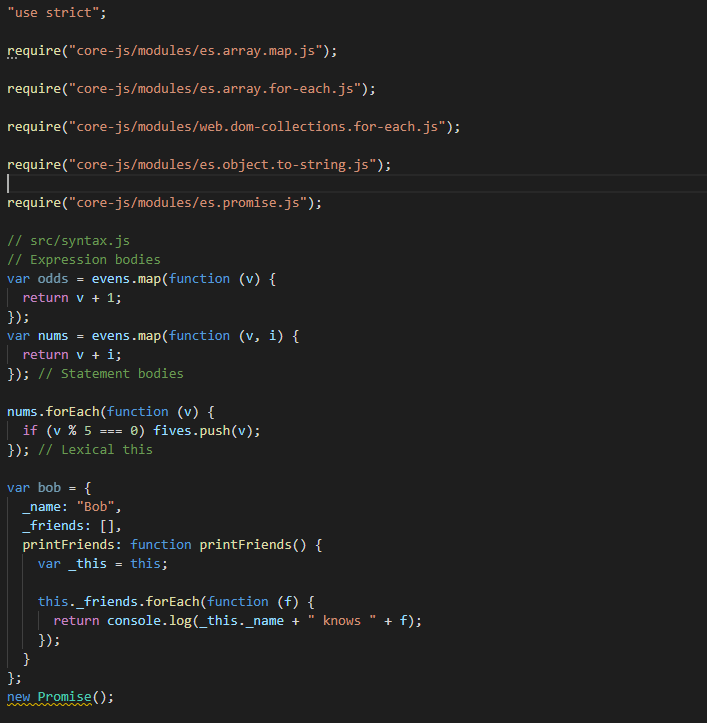 "use strict";
require("core-js/modules/es.array.map.js");
require("core-js/modules/es.array.for-each.js");
require("core-js/modules/web.dom-collections.for-each.js");
require("core-js/modules/es.object.to-string.js");
require("core-js/modules/es.promise.js");
// src/syntax.js
// Expression bodies
var odds = evens.map(function (v) {
  return v + 1;
});
var nums = evens.map(function (v, i) {
  return v + i;
}); // Statement bodies
nums.forEach(function (v) {
  if (v % 5 === 0) fives.push(v);
}); // Lexical this
var bob = {
  _name: "Bob",
  _friends: [],
  printFriends: function printFriends() {
    var _this = this;
    this._friends.forEach(function (f) {
      return console.log(_this._name + " knows " + f);
    });
  }
};
new Promise();